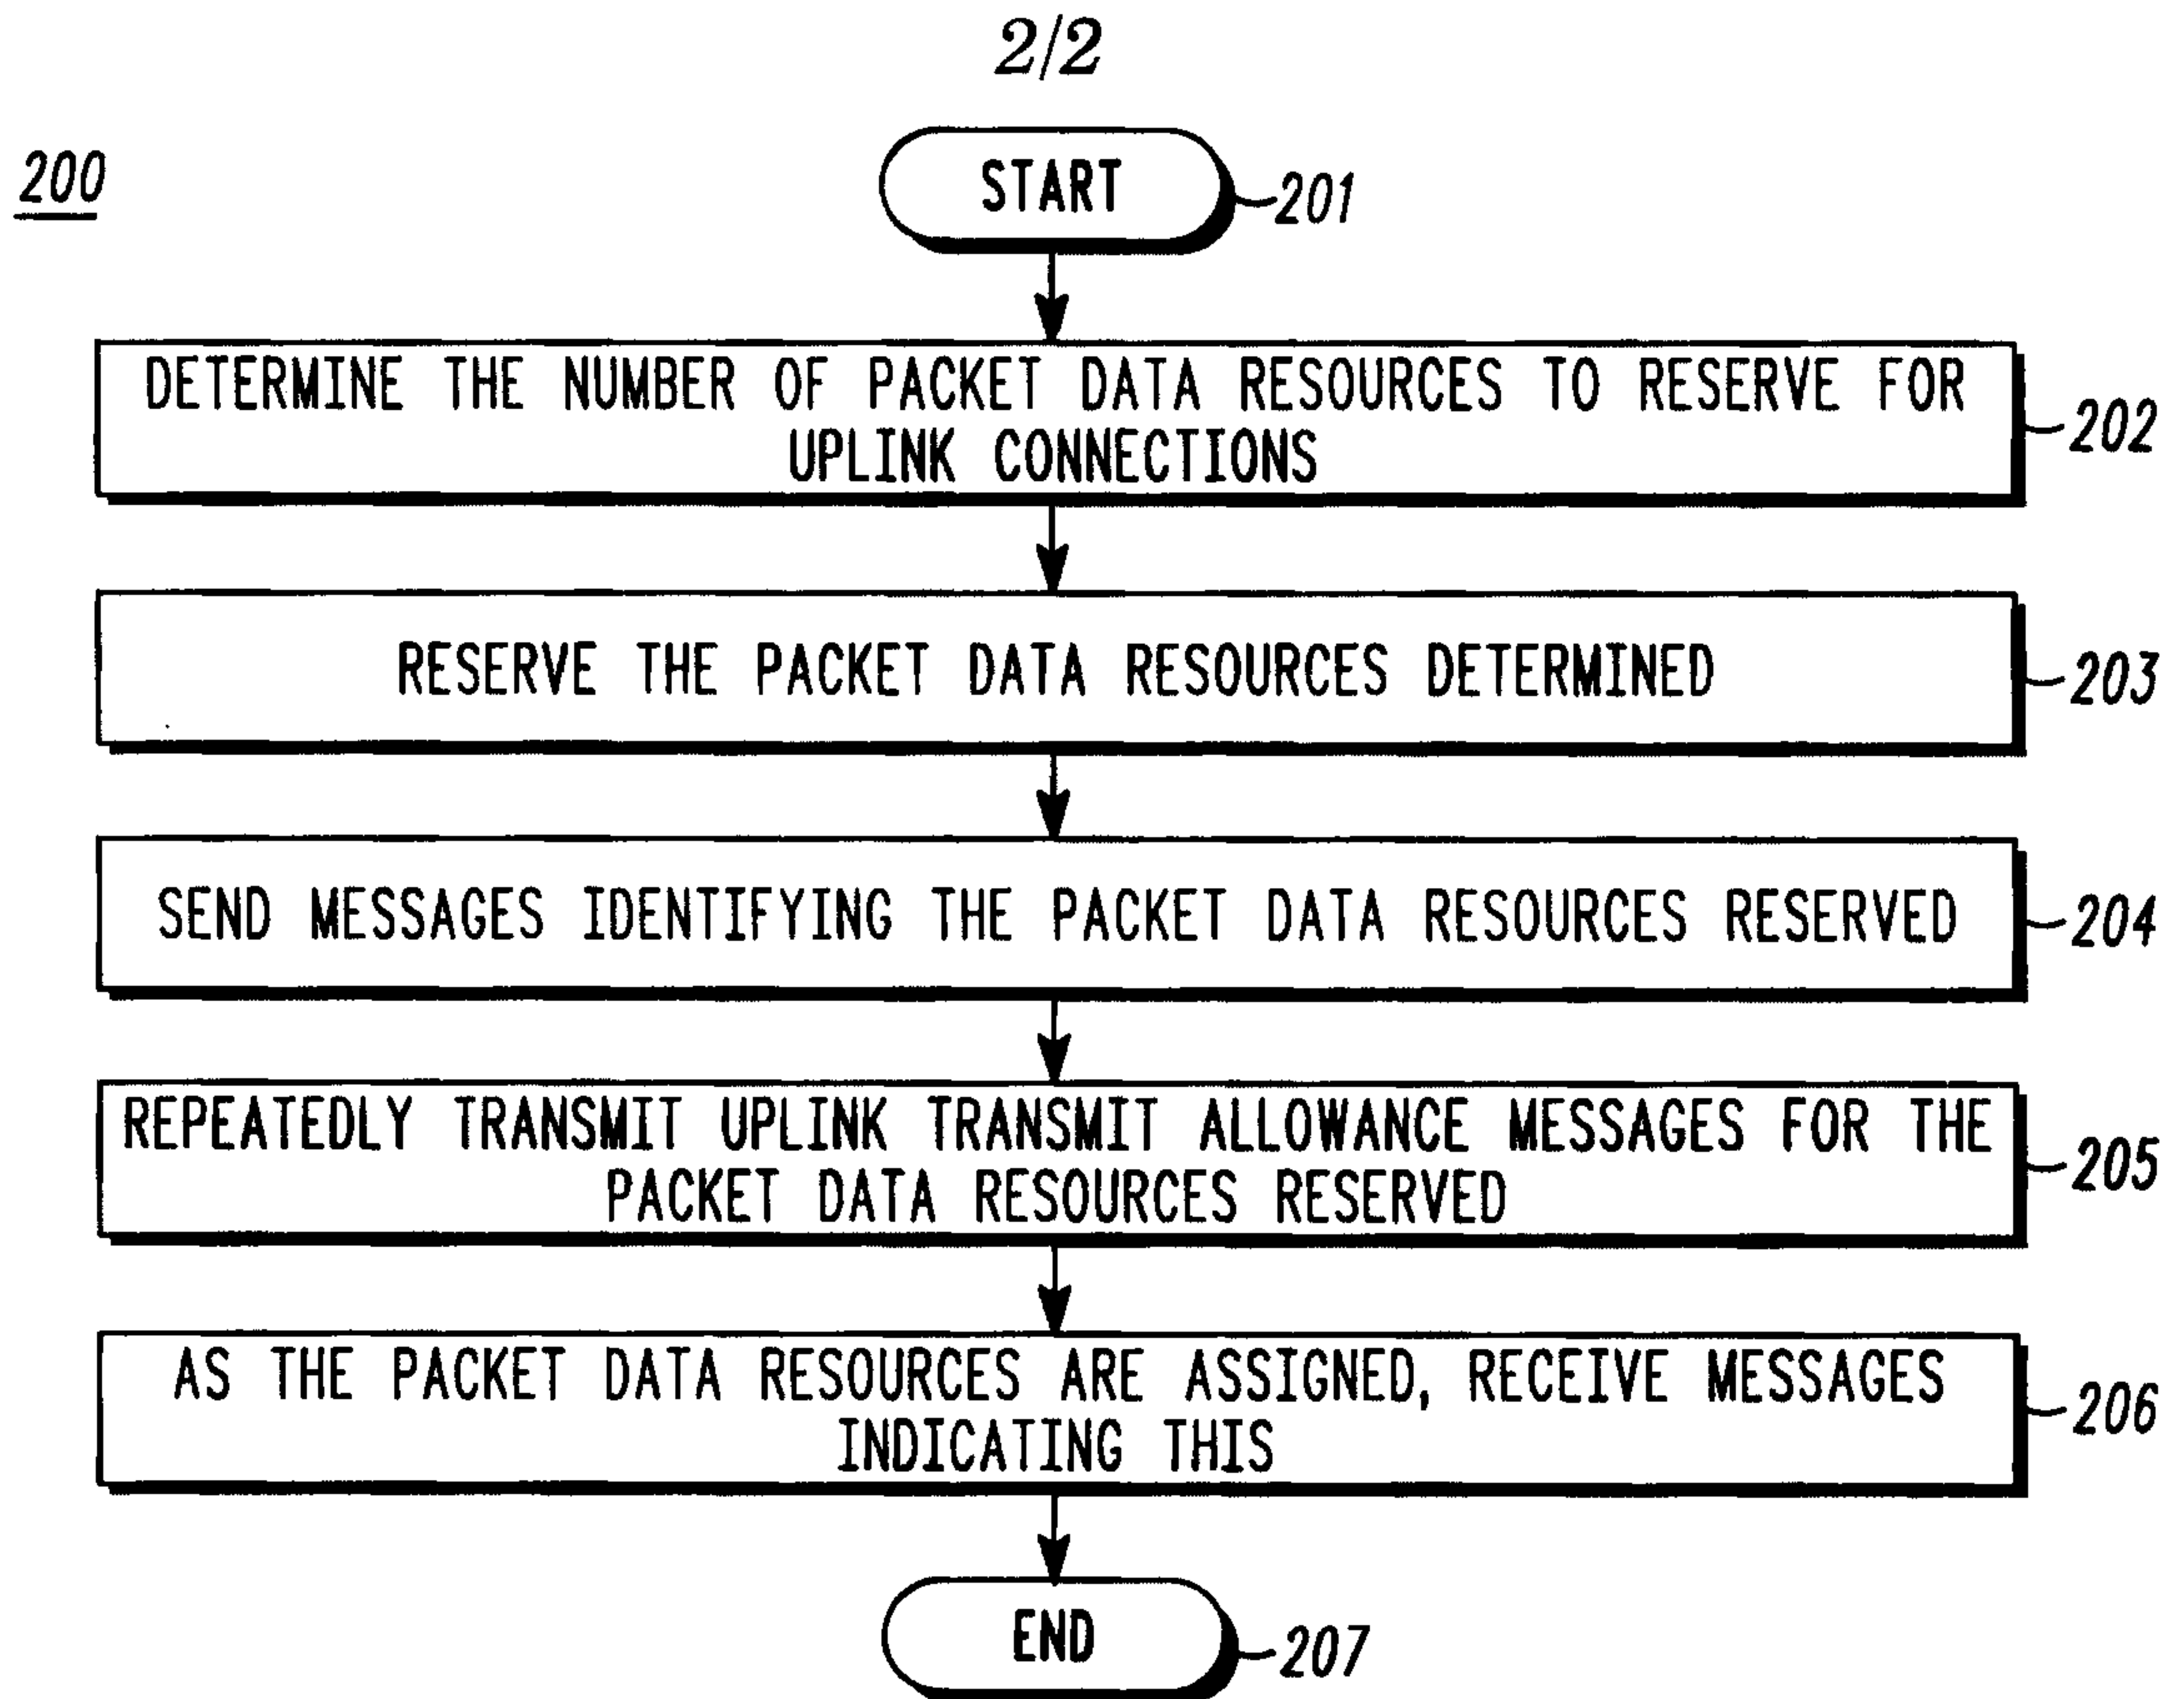 2/2
200
START
201
DETERMINE THE NUMBER OF PACKET DATA RESOURCES TO RESERVE FOR
UPLINK CONNECTIONS
202
RESERVE THE PACKET DATA RESOURCES DETERMINED
203
SEND MESSAGES IDENTIFYING THE PACKET DATA RESOURCES RESERVED
204
REPEATEDLY TRANSMIT UPLINK TRANSMIT ALLOWANCE MESSAGES FOR THE
PACKET DATA RESOURCES RESERVED
205
AS THE PACKET DATA RESOURCES ARE ASSIGNED, RECEIVE MESSAGES
INDICATING THIS
206
END
207